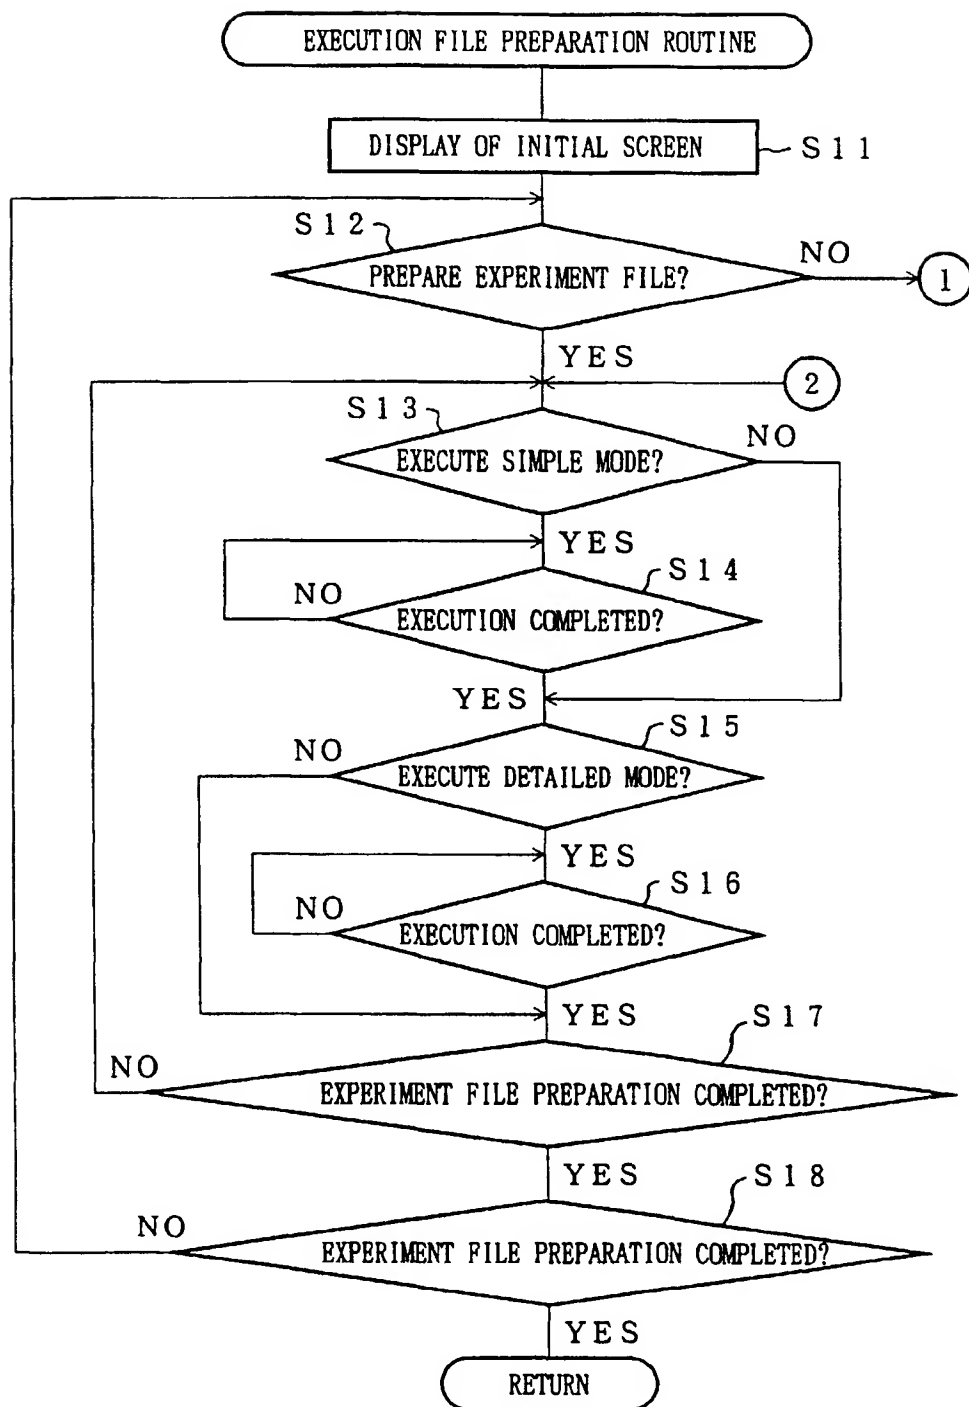 EXECUTION FILE PREPARATION ROUTINE
DISPLAY OF INITIAL SCREEN
S11
S12
PREPARE EXPERIMENT FILE?
NO
1
YES
2
S13
EXECUTE SIMPLE MODE?
NO
YES
S14
NO
EXECUTION COMPLETED?
YES
S15
NO
EXECUTE DETAILED MODE?
YES
S16
NO
EXECUTION COMPLETED?
YES
S17
NO
EXPERIMENT FILE PREPARATION COMPLETED?
YES
S18
NO
EXPERIMENT FILE PREPARATION COMPLETED?
YES
RETURN